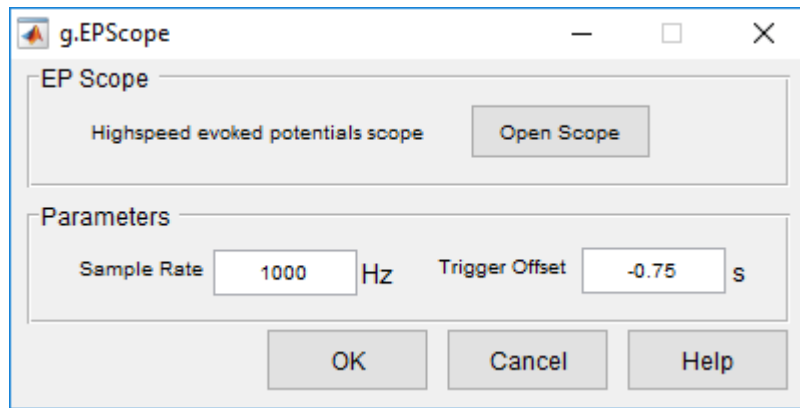 g.EPScope
EP Scope
Highspeed evoked potentials scope Open Scope
Parameters
Sample Rate 1000 Hz Trigger Offset -0.75 s
OK Cancel Help